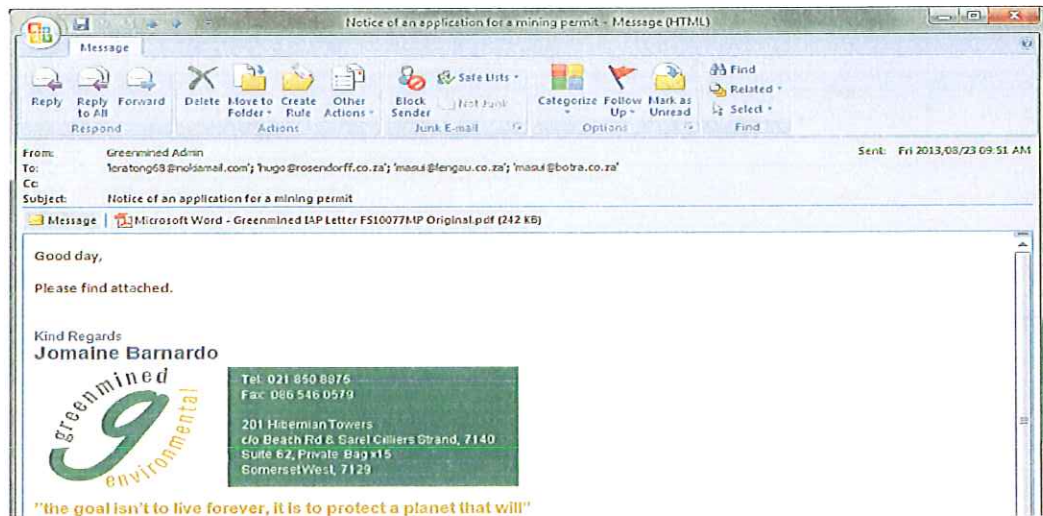 Notice of an application for a mining permit - Message (HTML)
Message
Reply Reply to All Forward Delete Move to Folder Create Rule Other Actions Block Sender Safe Lists Not Junk Categorize Follow Up Mark as Unread Find Related Select
Respond Actions Junk E-mail Options Find
From: Greenmined Admin Sent: Fri 2013/08/23 09:51 AM
To: 'leratong68@nokiamail.com'; 'hugo@rosendorff.co.za'; 'masui@lengau.co.za'; 'masui@botra.co.za'
Cc:
Subject: Notice of an application for a mining permit
Message Microsoft Word - Greenmined IAP Letter FS10077MP Original.pdf (242 KB)
Good day,
Please find attached.
Kind Regards
Jomaine Barnardo
greenmined
environmental
Tel: 021 850 8875
Fax: 086 546 0579
201 Hibernian Towers
c/o Beach Rd & Sarel Cilliers Strand, 7140
Suite 62, Private Bag x15
Somerset West, 7129
"the goal isn't to live forever, it is to protect a planet that will"